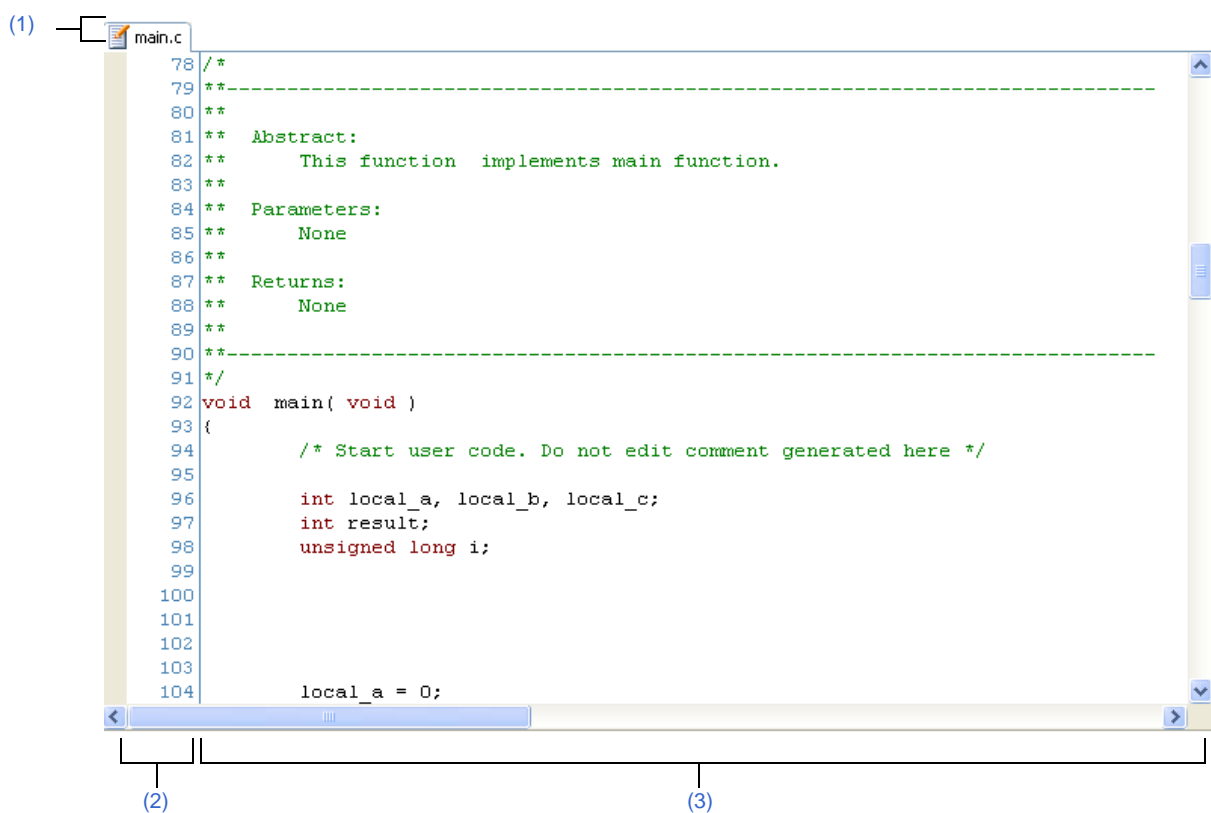 (1)
main.c
78 /*
79 **-----------------------------------------------------------------------------
80 **
81 **  Abstract:
82 **      This function  implements main function.
83 **
84 **  Parameters:
85 **      None
86 **
87 **  Returns:
88 **      None
89 **
90 **-----------------------------------------------------------------------------
91 */
92 void  main( void )
93 {
94         /* Start user code. Do not edit comment generated here */
95
96         int local_a, local_b, local_c;
97         int result;
98         unsigned long i;
99
100
101
102
103
104         local_a = 0;
(2) (3)